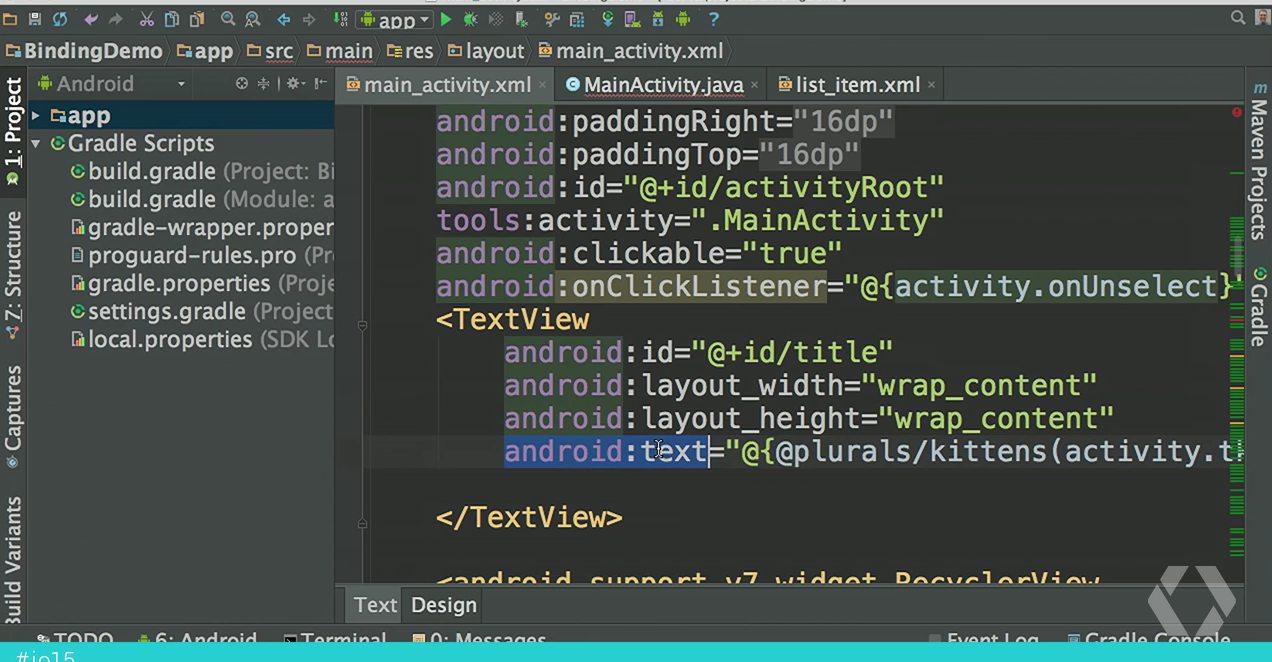 app
BindingDemo app src main res layout main_activity.xml
Android
main_activity.xml MainActivity.java list_item.xml
1: Project
Z: Structure
Captures
Build Variants
app
Gradle Scripts
build.gradle (Project: Bi
build.gradle (Module: a
gradle-wrapper.proper
proguard-rules.pro (Pr
gradle.properties (Proje
settings.gradle (Project
local.properties (SDK Lo
android:paddingRight="16dp"
android:paddingTop="16dp"
android:id="@+id/activityRoot"
tools:activity=".MainActivity"
android:clickable="true"
android:onClickListener="@{activity.onUnselect}"
<TextView
android:id="@+id/title"
android:layout_width="wrap_content"
android:layout_height="wrap_content"
android:text="@{@plurals/kittens(activity.t
</TextView>
<android.support.v7.widget.RecyclerView
m Maven Projects
Gradle
Text Design
TODO 6: Android Terminal 0: Messages Event Log Gradle Console
#io15